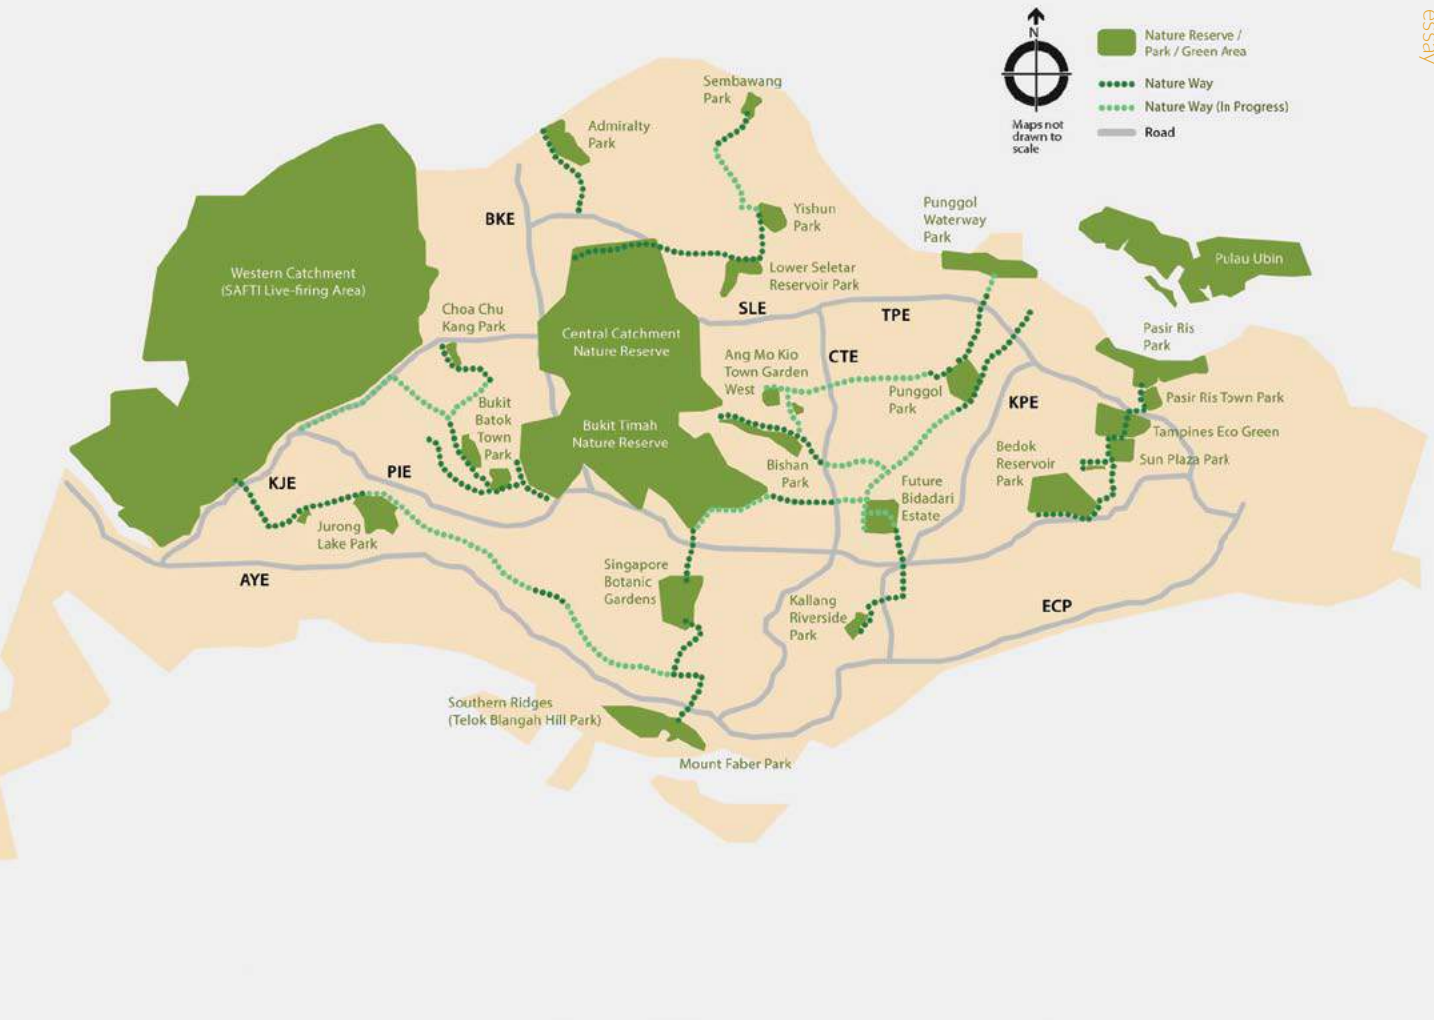 essay
N
Maps not
drawn to
scale
Nature Reserve /
Park / Green Area
Nature Way
Nature Way (In Progress)
Road
Sembawang
Park
Admiralty
Park
BKE
Yishun
Park
Punggol
Waterway
Park
Pulau Ubin
Western Catchment
(SAFTI Live-firing Area)
Lower Seletar
Reservoir Park
Choa Chu
Kang Park
SLE
TPE
Central Catchment
Nature Reserve
Pasir Ris
Park
Ang Mo Kio
Town Garden
West
CTE
Punggol
Park
KPE
Pasir Ris Town Park
Bukit
Batok
Town
Park
Bukit Timah
Nature Reserve
Tampines Eco Green
Bedok
Reservoir
Park
Sun Plaza Park
Bishan
Park
KJE
PIE
Future
Bidadari
Estate
Jurong
Lake Park
AYE
Singapore
Botanic
Gardens
Kallang
Riverside
Park
ECP
Southern Ridges
(Telok Blangah Hill Park)
Mount Faber Park